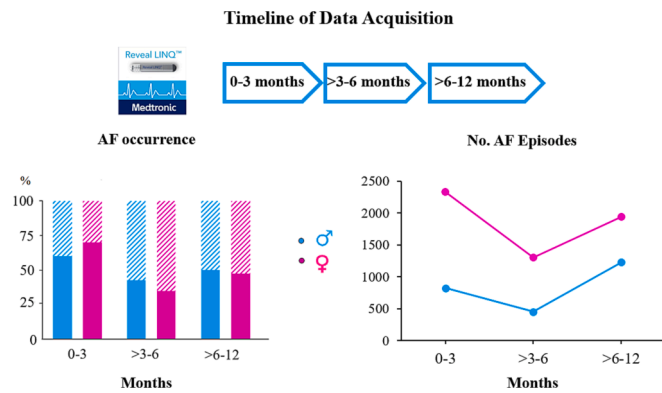 Timeline of Data Acquisition
Reveal LINQ™
Medtronic
0-3 months
>3-6 months
>6-12 months
AF occurrence
No. AF Episodes
%
100
75
50
25
0
0-3
>3-6
>6-12
Months
♂
♀
2500
2000
1500
1000
500
0
0-3
>3-6
>6-12
Months